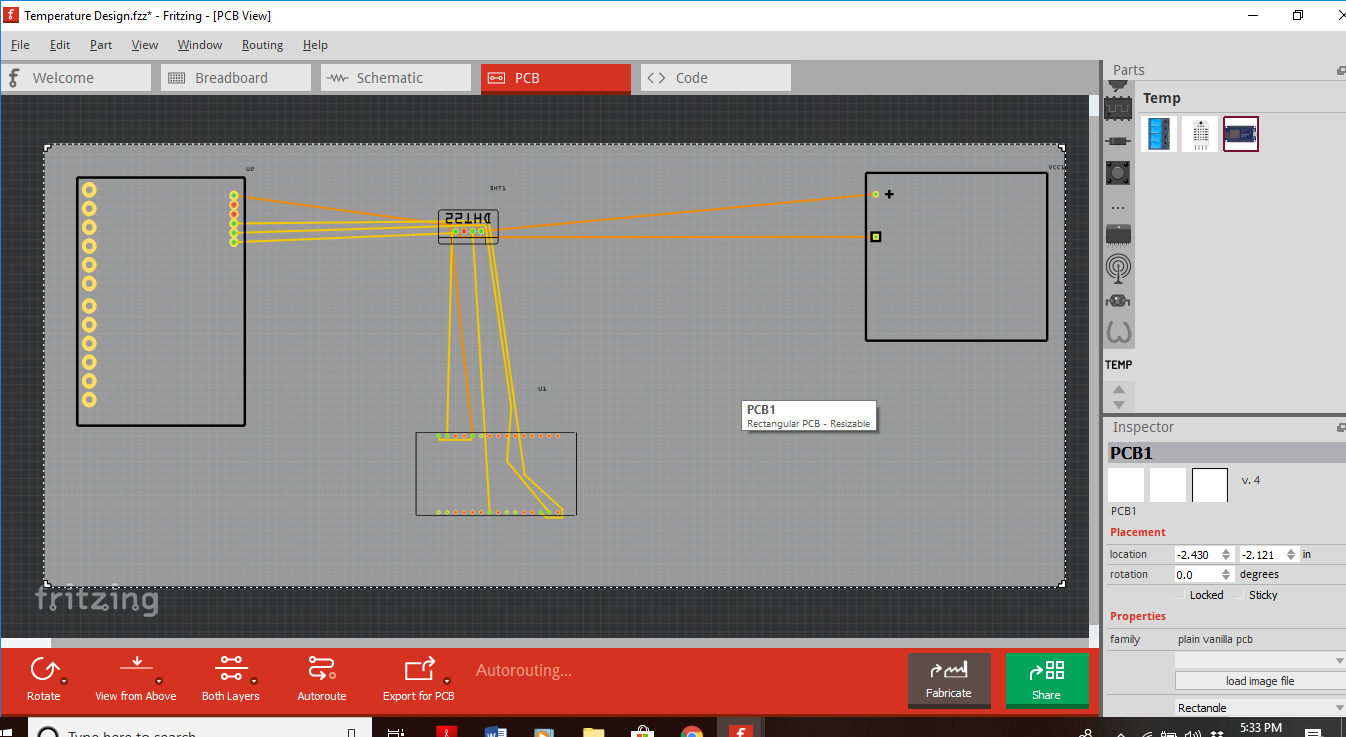 Temperature Design.fzz* - Fritzing - [PCB View]
File Edit Part View Window Routing Help
Welcome Breadboard Schematic PCB Code
Parts
Temp
TEMP
U2
DHT1
VCC1
DHT22
U1
PCB1
Rectangular PCB - Resizable
fritzing
Inspector
PCB1
v. 4
PCB1
Placement
location -2.430 -2.121 in
rotation 0.0 degrees
Locked Sticky
Properties
family plain vanilla pcb
load image file
Rectangle
Rotate View from Above Both Layers Autoroute Export for PCB
Autorouting...
Fabricate Share
Type here to search
5:33 PM